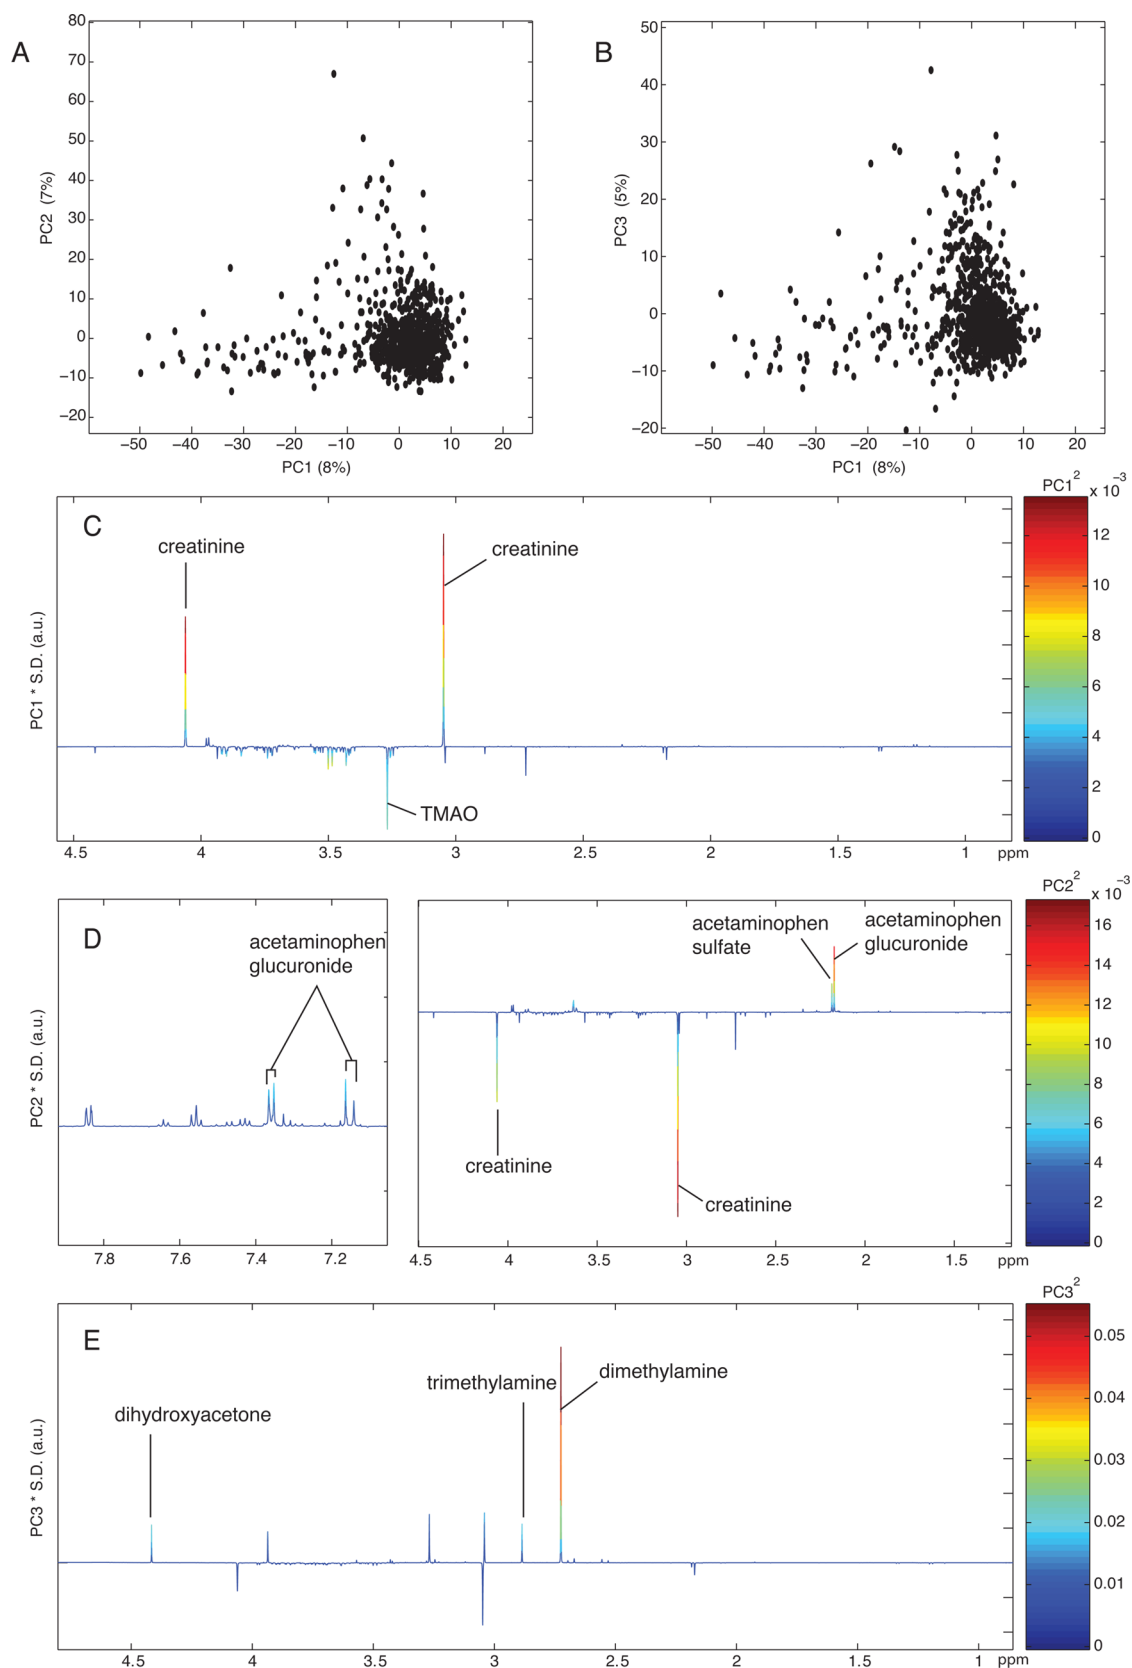 A
80
70
60
50
40
30
20
10
0
−10
−20
PC2 (7%)
−50 −40 −30 −20 −10 0 10 20
PC1 (8%)
B
50
40
30
20
10
0
−10
−20
PC3 (5%)
−50 −40 −30 −20 −10 0 10 20
PC1 (8%)
C
PC1 * S.D. (a.u.)
creatinine
creatinine
TMAO
4.5 4 3.5 3 2.5 2 1.5 1 ppm
PC1² x 10⁻³
12
10
8
6
4
2
0
D
PC2 * S.D. (a.u.)
acetaminophen
glucuronide
7.8 7.6 7.4 7.2
acetaminophen
sulfate
acetaminophen
glucuronide
creatinine
creatinine
4.5 4 3.5 3 2.5 2 1.5 ppm
PC2² x 10⁻³
16
14
12
10
8
6
4
2
0
E
PC3 * S.D. (a.u.)
dihydroxyacetone
trimethylamine
dimethylamine
4.5 4 3.5 3 2.5 2 1.5 1 ppm
PC3²
0.05
0.04
0.03
0.02
0.01
0